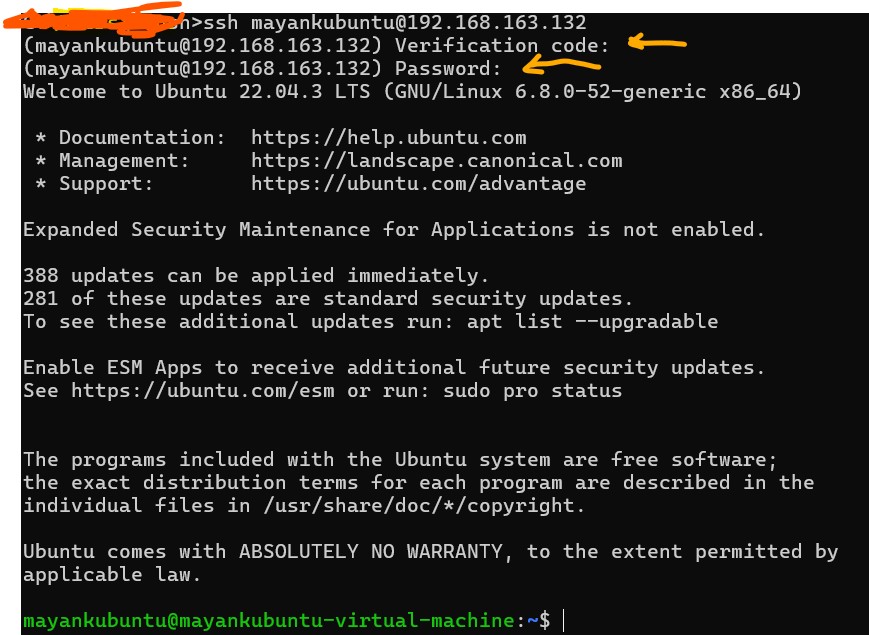 >ssh mayankubuntu@192.168.163.132
(mayankubuntu@192.168.163.132) Verification code:
(mayankubuntu@192.168.163.132) Password:
Welcome to Ubuntu 22.04.3 LTS (GNU/Linux 6.8.0-52-generic x86_64)
* Documentation: https://help.ubuntu.com
* Management: https://landscape.canonical.com
* Support: https://ubuntu.com/advantage
Expanded Security Maintenance for Applications is not enabled.
388 updates can be applied immediately.
281 of these updates are standard security updates.
To see these additional updates run: apt list --upgradable
Enable ESM Apps to receive additional future security updates.
See https://ubuntu.com/esm or run: sudo pro status
The programs included with the Ubuntu system are free software;
the exact distribution terms for each program are described in the
individual files in /usr/share/doc/*/copyright.
Ubuntu comes with ABSOLUTELY NO WARRANTY, to the extent permitted by
applicable law.
mayankubuntu@mayankubuntu-virtual-machine:~$